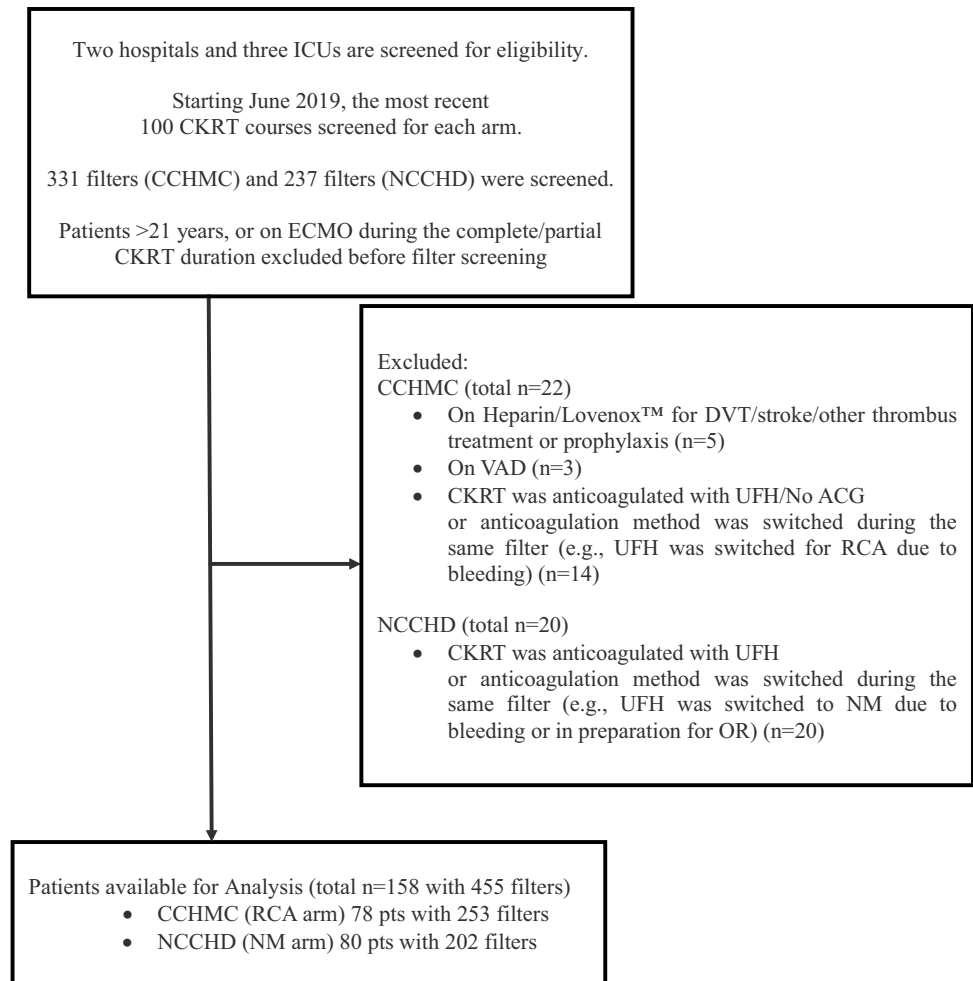 Two hospitals and three ICUs are screened for eligibility.
Starting June 2019, the most recent
100 CKRT courses screened for each arm.
331 filters (CCHMC) and 237 filters (NCCHD) were screened.
Patients >21 years, or on ECMO during the complete/partial
CKRT duration excluded before filter screening
Excluded:
CCHMC (total n=22)
• On Heparin/Lovenox™ for DVT/stroke/other thrombus
treatment or prophylaxis (n=5)
• On VAD (n=3)
• CKRT was anticoagulated with UFH/No ACG
or anticoagulation method was switched during the
same filter (e.g., UFH was switched for RCA due to
bleeding) (n=14)
NCCHD (total n=20)
• CKRT was anticoagulated with UFH
or anticoagulation method was switched during the
same filter (e.g., UFH was switched to NM due to
bleeding or in preparation for OR) (n=20)
Patients available for Analysis (total n=158 with 455 filters)
• CCHMC (RCA arm) 78 pts with 253 filters
• NCCHD (NM arm) 80 pts with 202 filters